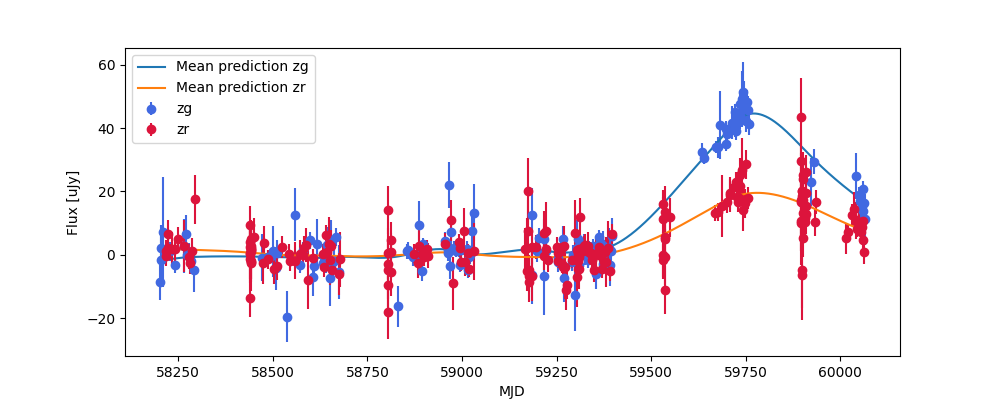 Mean prediction zg
Mean prediction zr
zg
zr
60
40
20
0
−20
Flux [uJy]
58250 58500 58750 59000 59250 59500 59750 60000
MJD